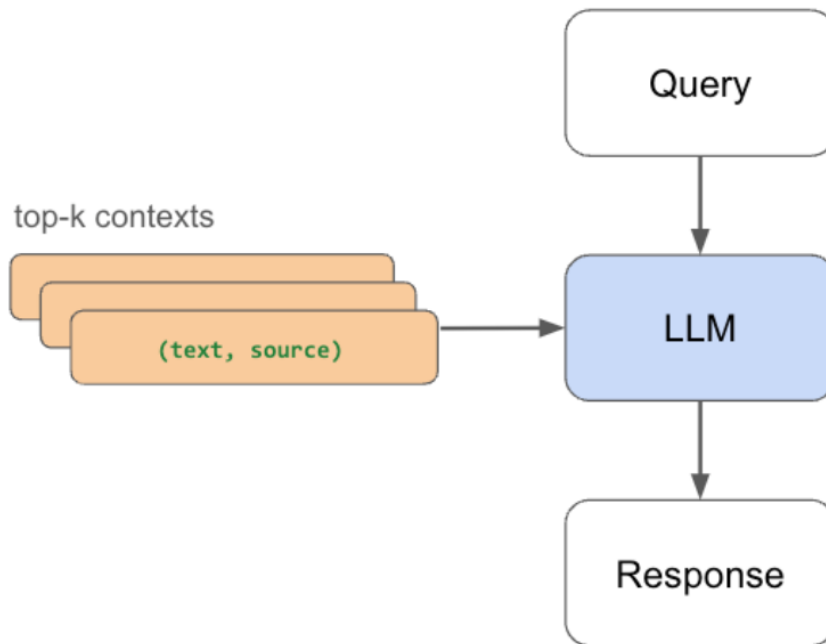 Query
top-k contexts
(text, source)
LLM
Response